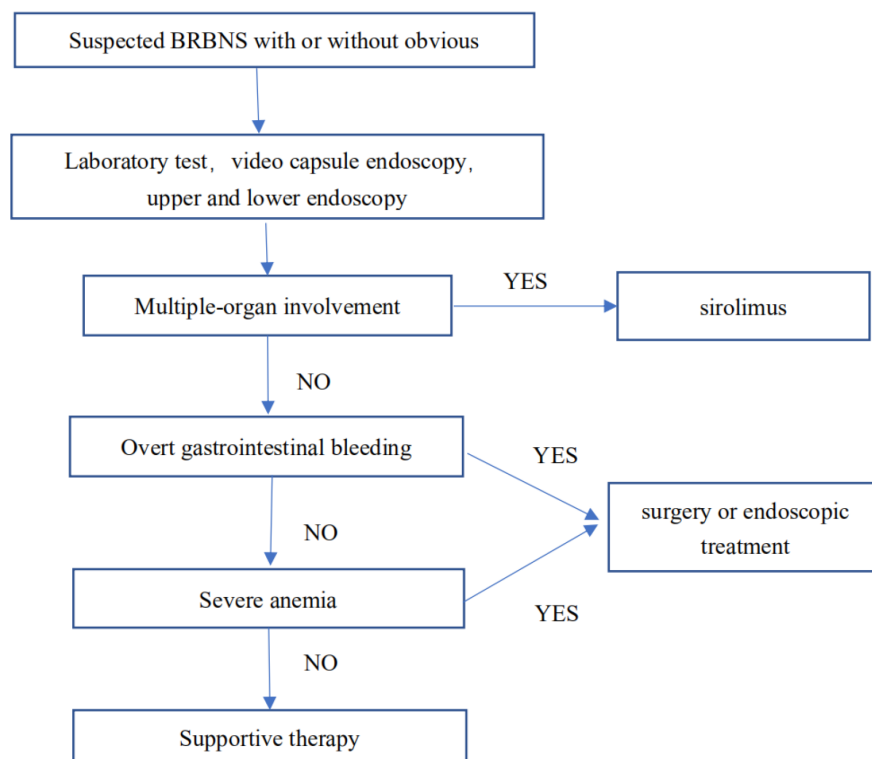 Suspected BRBNS with or without obvious
Laboratory test, video capsule endoscopy,
upper and lower endoscopy
Multiple-organ involvement
YES
sirolimus
NO
Overt gastrointestinal bleeding
YES
surgery or endoscopic
treatment
NO
Severe anemia
YES
NO
Supportive therapy